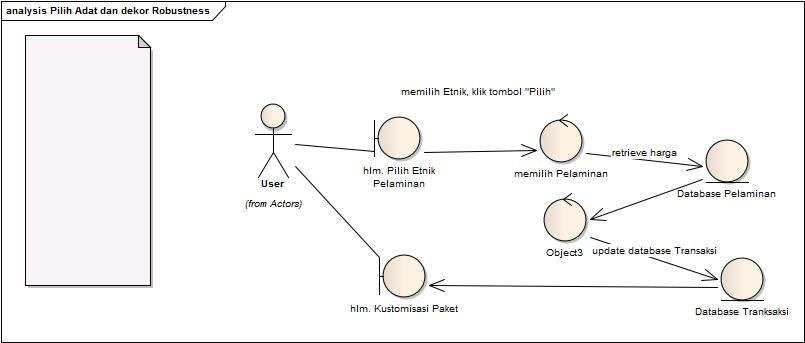 analysis Pilih Adat dan dekor Robustness
memilih Etnik, klik tombol "Pilih"
hlm. Pilih Etnik
Pelaminan
memilih Pelaminan
retrieve harga
Database Pelaminan
User
(from Actors)
Object3
update database Transaksi
hlm. Kustomisasi Paket
Database Tranksaksi